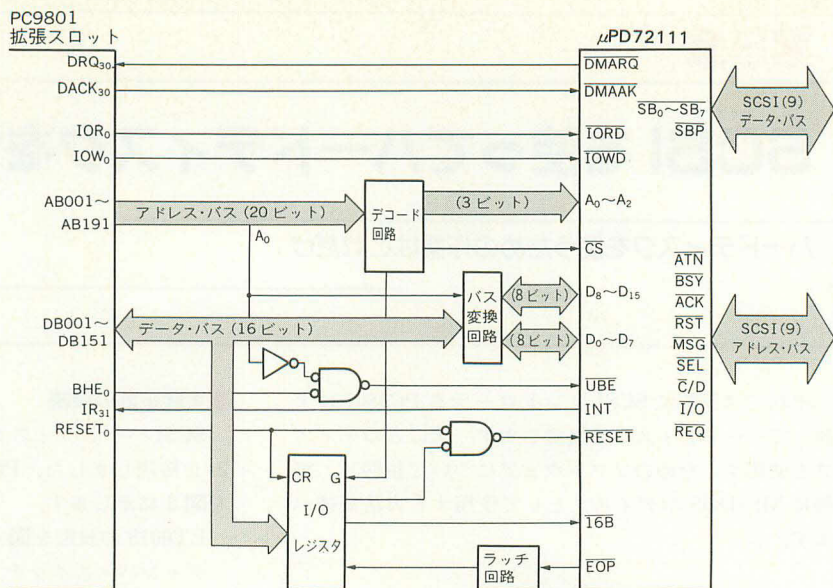 PC9801
拡張スロット
μPD72111
DRQ30
DACK30
IOR0
IOW0
AB001〜
AB191
DB001〜
DB151
BHE0
IR31
RESET0
アドレス・バス (20 ビット)
A0
デコード
回路
(3 ビット)
データ・バス (16 ビット)
バス
変換
回路
(8 ビット)
(8 ビット)
CR G
I/O
レジスタ
ラッチ
回路
DMARQ
DMAAK
IORD
IOWD
A0〜A2
CS
D8〜D15
D0〜D7
UBE
INT
RESET
16B
EOP
SB0〜SB7
SBP
ATN
BSY
ACK
RST
MSG
SEL
C/D
I/O
REQ
SCSI(9)
データ・バス
SCSI(9)
アドレス・バス